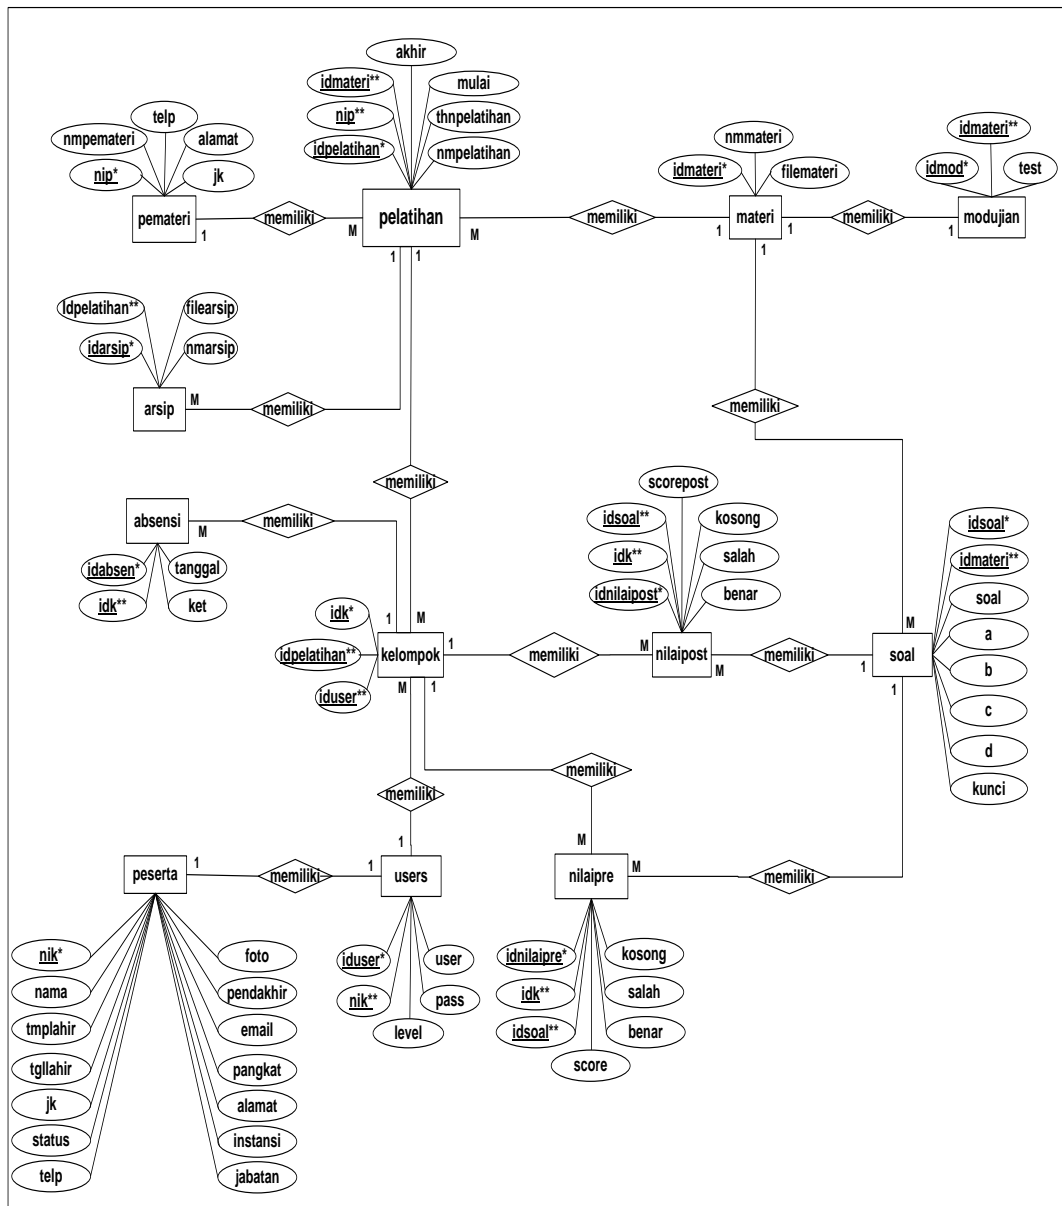 akhir
idmateri**
mulai
telp
nip**
thnpelatihan
idmateri**
nmpemateri
alamat
idpelatihan*
nmpelatihan
nmmateri
nip*
jk
idmateri*
filemateri
idmod*
test
pemateri
1
memiliki
M
pelatihan
M
memiliki
1
materi
1
memiliki
1
modujian
1
1
1
Idpelatihan**
filearsip
idarsip*
nmarsip
arsip
M
memiliki
memiliki
memiliki
scorepost
absensi
M
memiliki
idsoal**
kosong
idsoal*
idabsen*
tanggal
idk**
salah
idmateri**
idk**
ket
idnilaipost*
benar
soal
idk*
1
M
M
a
idpelatihan**
kelompok
1
memiliki
M
nilaipost
M
memiliki
1
soal
b
iduser**
M
1
1
c
d
memiliki
kunci
memiliki
1
M
peserta
1
memiliki
1
users
nilaipre
M
memiliki
nik*
foto
iduser*
user
idnilaipre*
kosong
nama
pendakhir
nik**
pass
idk**
salah
tmplahir
email
level
idsoal**
benar
tgllahir
pangkat
score
jk
alamat
status
instansi
telp
jabatan